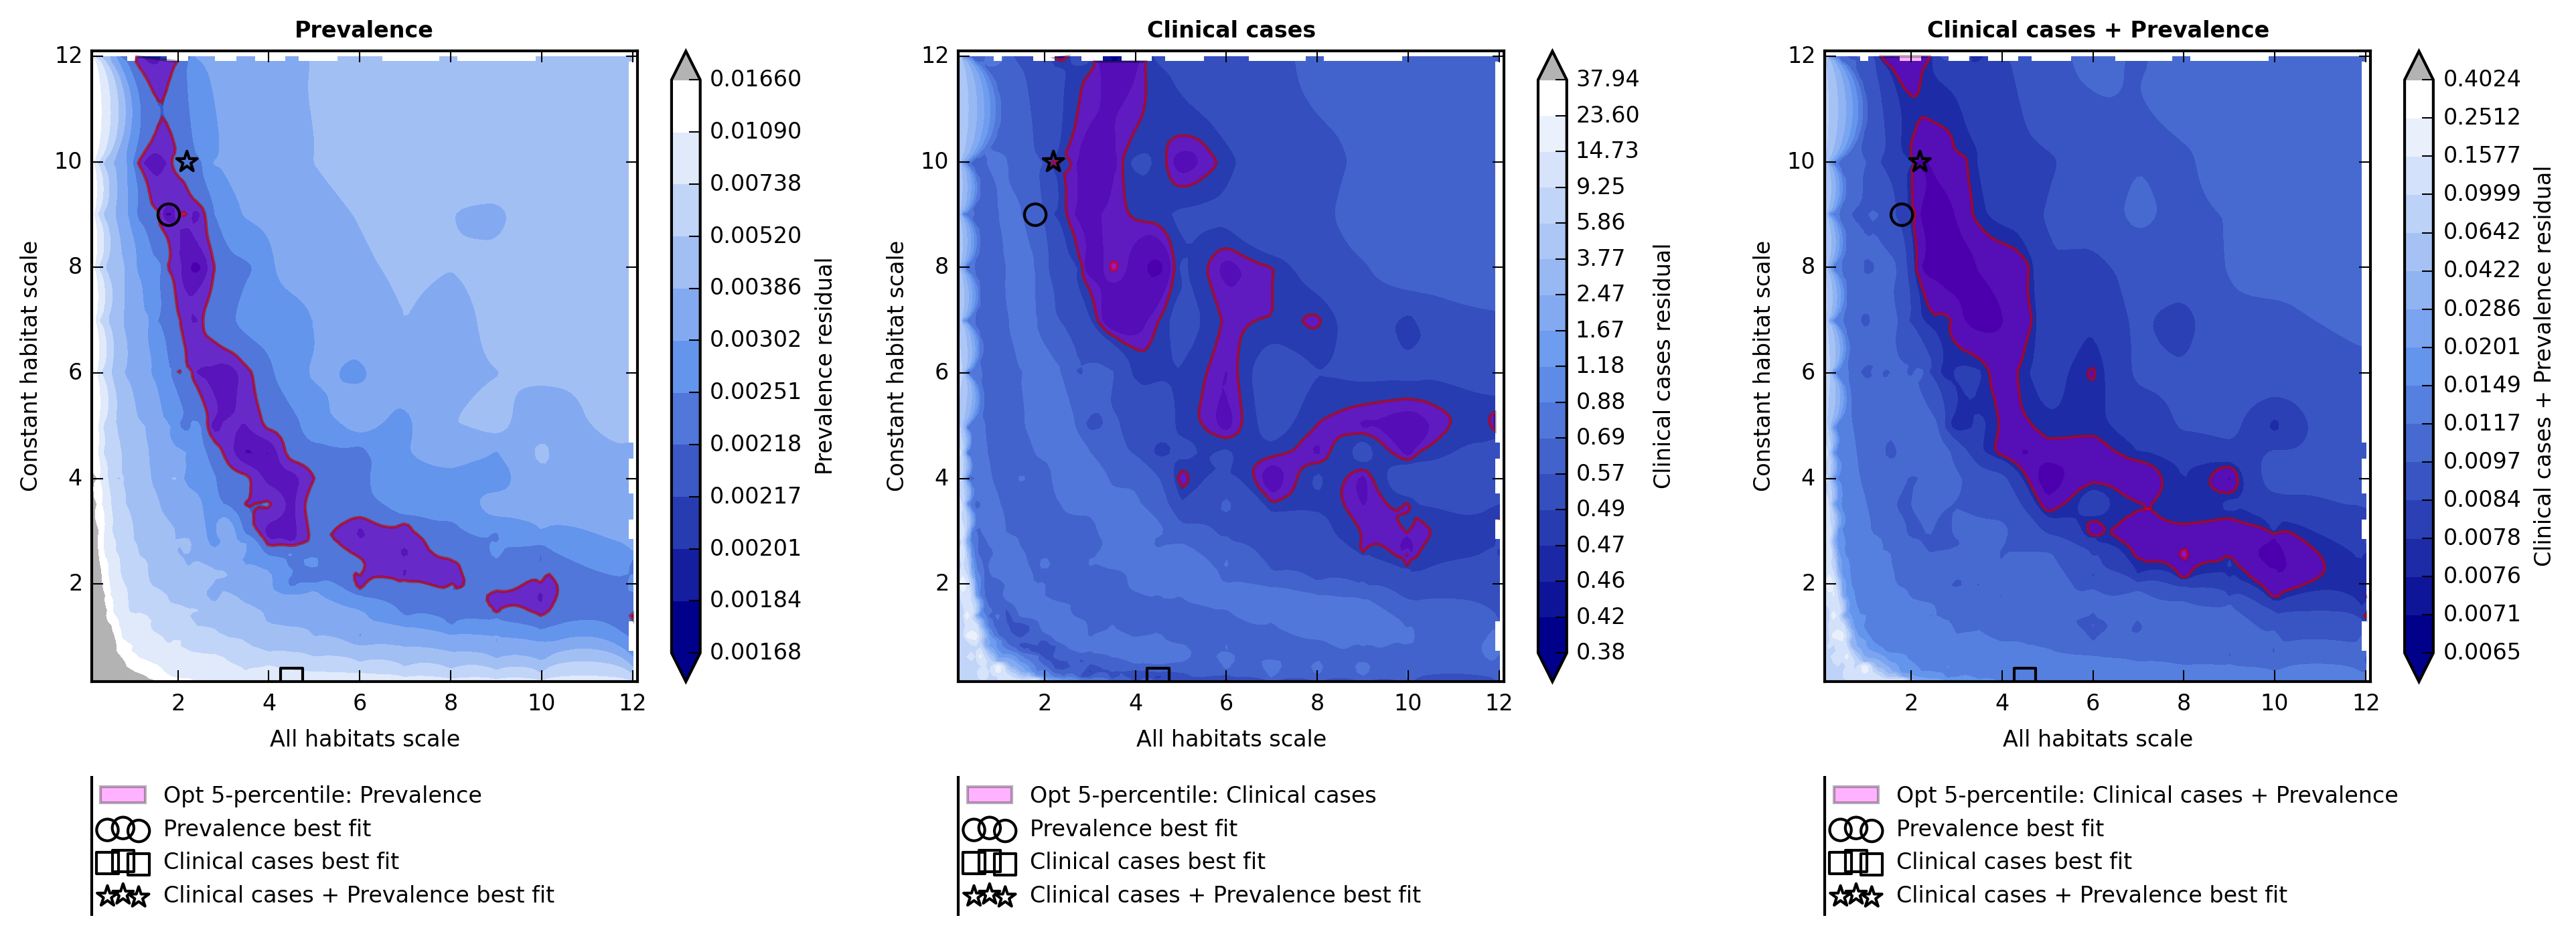 Prevalence
12
10
8
6
4
2
2 4 6 8 10 12
Constant habitat scale
All habitats scale
0.01660
0.01090
0.00738
0.00520
0.00386
0.00302
0.00251
0.00218
0.00217
0.00201
0.00184
0.00168
Prevalence residual
Opt 5-percentile: Prevalence
Prevalence best fit
Clinical cases best fit
Clinical cases + Prevalence best fit
Clinical cases
12
10
8
6
4
2
2 4 6 8 10 12
Constant habitat scale
All habitats scale
37.94
23.60
14.73
9.25
5.86
3.77
2.47
1.67
1.18
0.88
0.69
0.57
0.49
0.47
0.46
0.42
0.38
Clinical cases residual
Opt 5-percentile: Clinical cases
Prevalence best fit
Clinical cases best fit
Clinical cases + Prevalence best fit
Clinical cases + Prevalence
12
10
8
6
4
2
2 4 6 8 10 12
Constant habitat scale
All habitats scale
0.4024
0.2512
0.1577
0.0999
0.0642
0.0422
0.0286
0.0201
0.0149
0.0117
0.0097
0.0084
0.0078
0.0076
0.0071
0.0065
Clinical cases + Prevalence residual
Opt 5-percentile: Clinical cases + Prevalence
Prevalence best fit
Clinical cases best fit
Clinical cases + Prevalence best fit